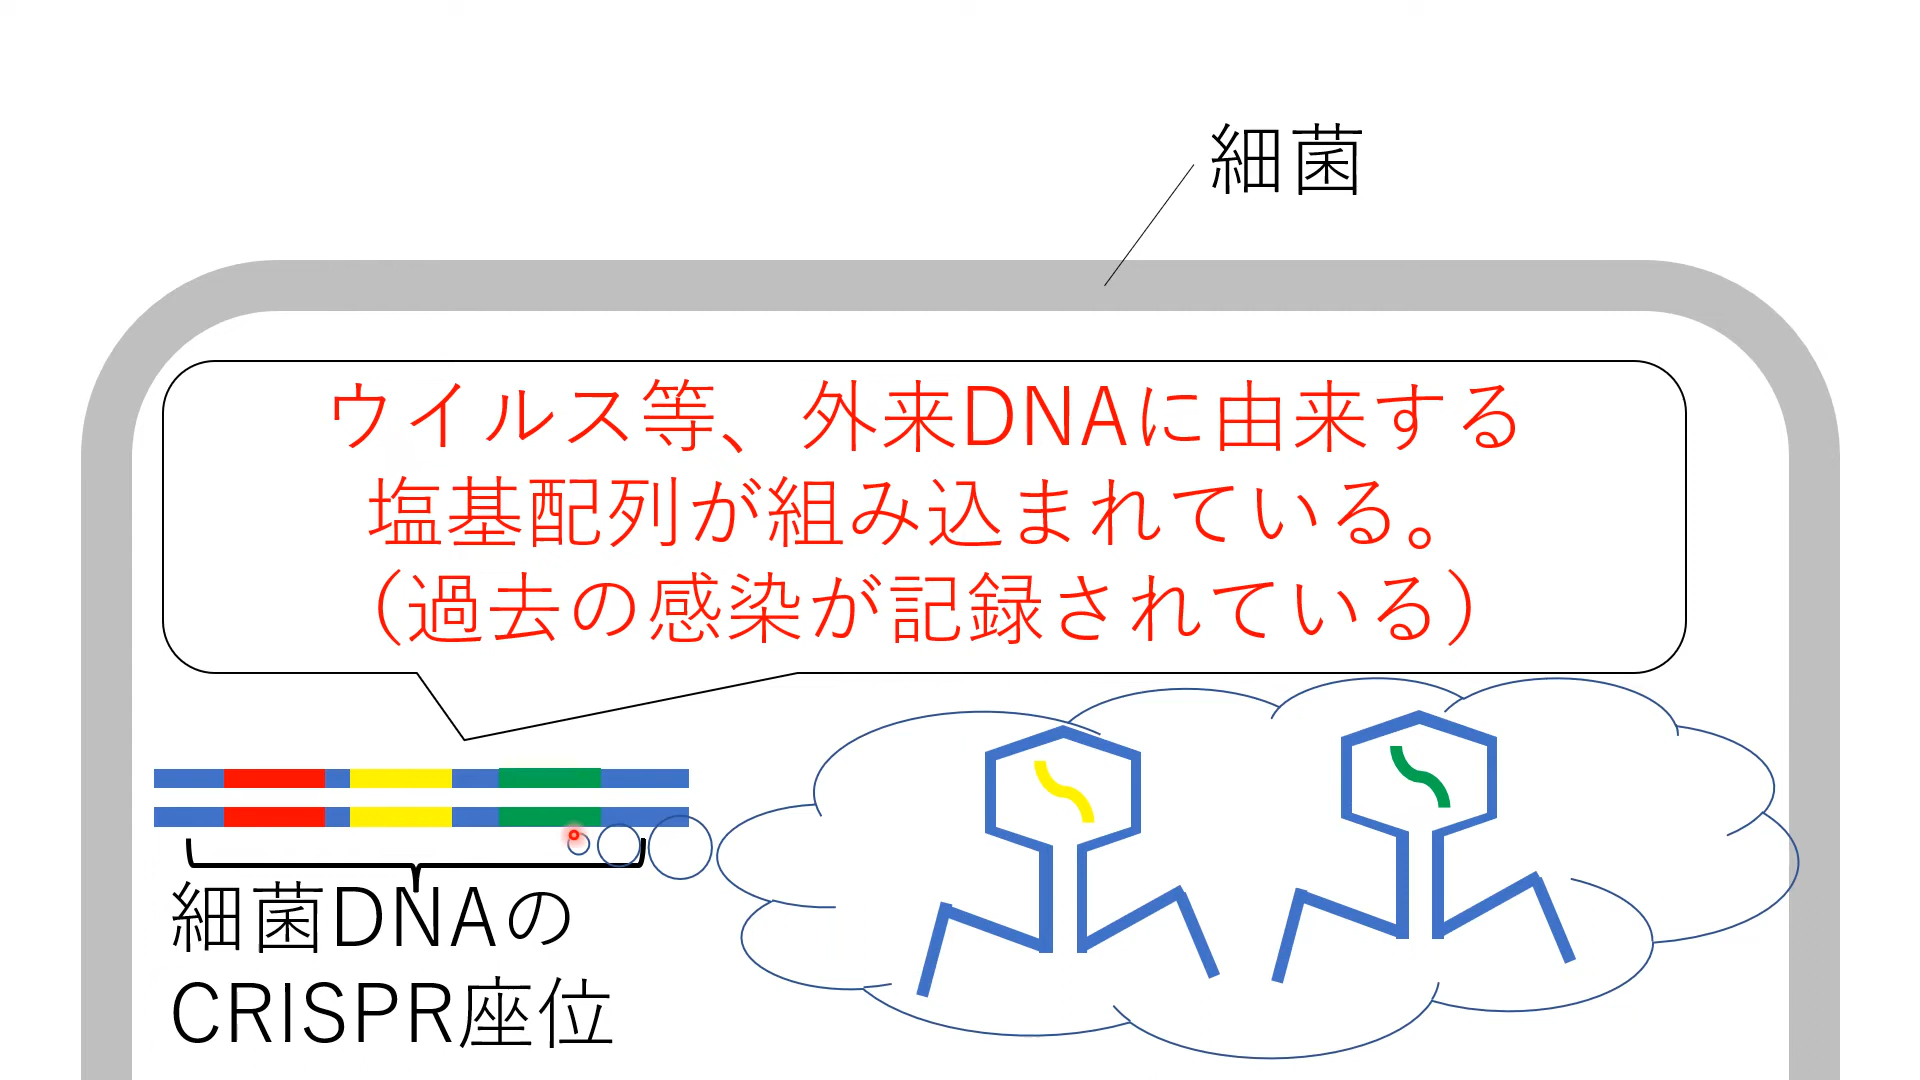 細菌
ウイルス等、外来DNAに由来する
塩基配列が組み込まれている。
（過去の感染が記録されている）
細菌DNAの
CRISPR座位